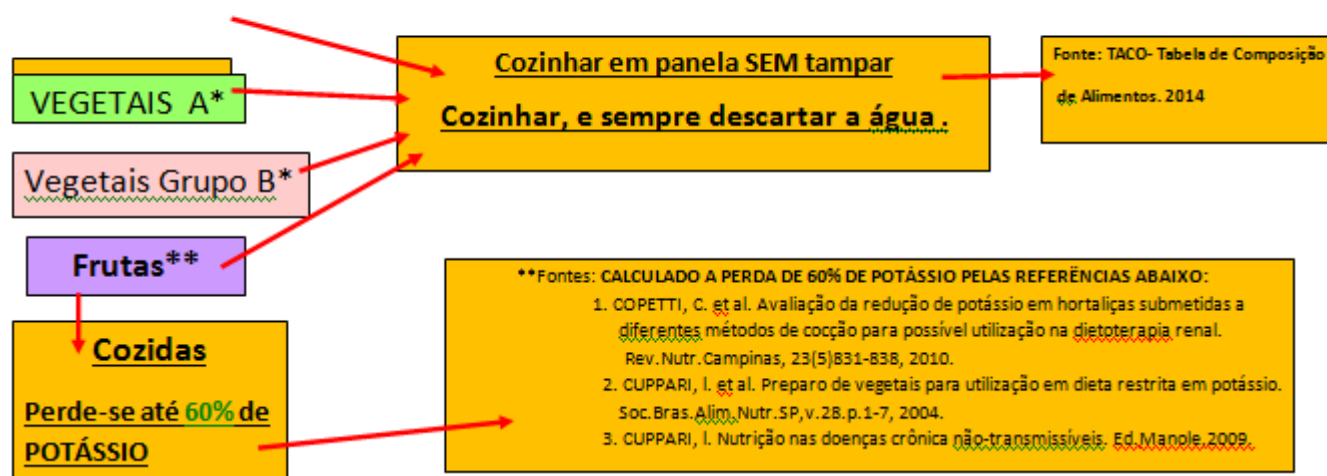 VEGETAIS A*
Vegetais Grupo B*
Frutas**
Cozidas
Perde-se até 60% de
POTÁSSIO
Cozinhar em panela SEM tampar
Cozinhar, e sempre descartar a água .
Fonte: TACO- Tabela de Composição
de Alimentos. 2014
**Fontes: CALCULADO A PERDA DE 60% DE POTÁSSIO PELAS REFERÊNCIAS ABAIXO:
1. COPETTI, C. et al. Avaliação da redução de potássio em hortaliças submetidas a
diferentes métodos de cocção para possível utilização na dietoterapia renal.
Rev.Nutr.Campinas, 23(5)831-838, 2010.
2. CUPPARI, l. et al. Preparo de vegetais para utilização em dieta restrita em potássio.
Soc.Bras.Alim.Nutr.SP,v.28.p.1-7, 2004.
3. CUPPARI, l. Nutrição nas doenças crônica não-transmissíveis. Ed.Manole.2009.